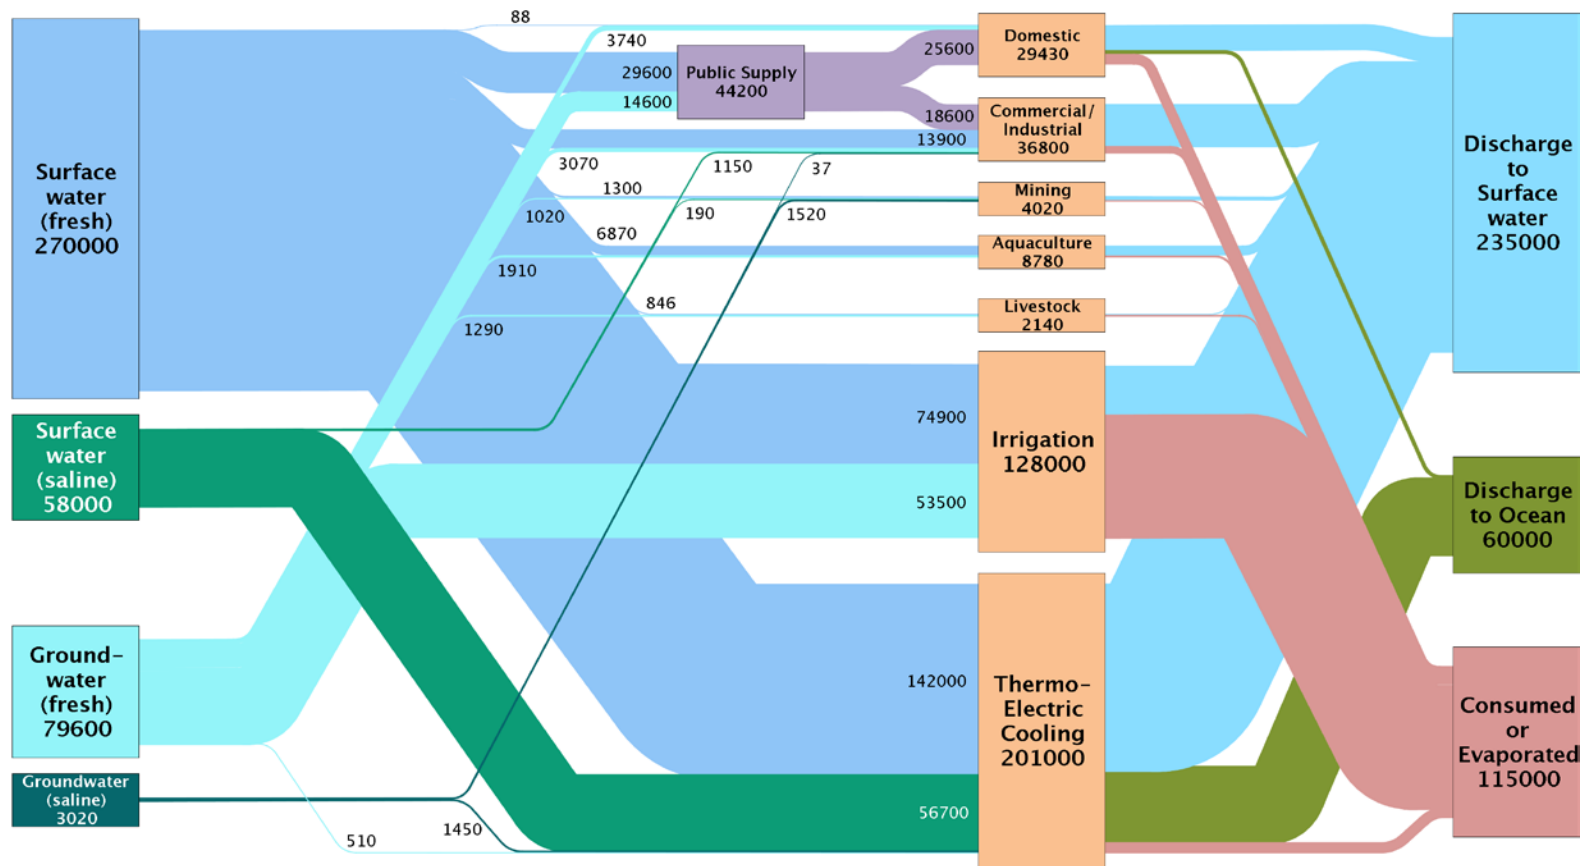 Surface
water
(fresh)
270000
Surface
water
(saline)
58000
Ground-
water
(fresh)
79600
Groundwater
(saline)
3020
88
3740
29600
14600
Public Supply
44200
25600
18600
13900
3070
1150
37
1300
1020
190
1520
6870
1910
846
1290
74900
53500
142000
56700
510
1450
Domestic
29430
Commercial/
Industrial
36800
Mining
4020
Aquaculture
8780
Livestock
2140
Irrigation
128000
Thermo-
Electric
Cooling
201000
Discharge
to
Surface
water
235000
Discharge
to Ocean
60000
Consumed
or
Evaporated
115000